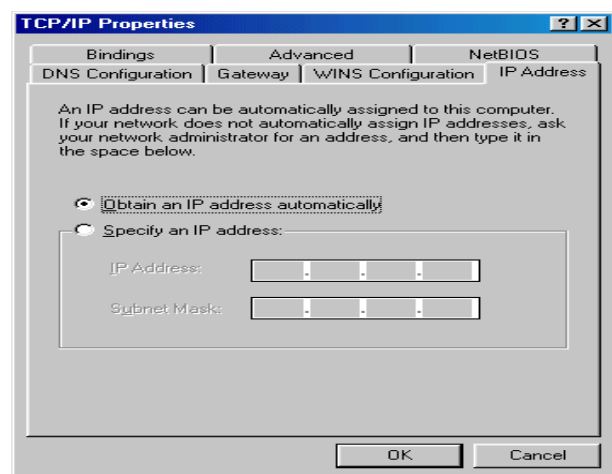 TCP/IP Properties
? X
Bindings Advanced NetBIOS
DNS Configuration Gateway WINS Configuration IP Address
An IP address can be automatically assigned to this computer.
If your network does not automatically assign IP addresses, ask
your network administrator for an address, and then type it in
the space below.
Obtain an IP address automatically
Specify an IP address:
IP Address:
. . .
Subnet Mask:
. . .
OK Cancel